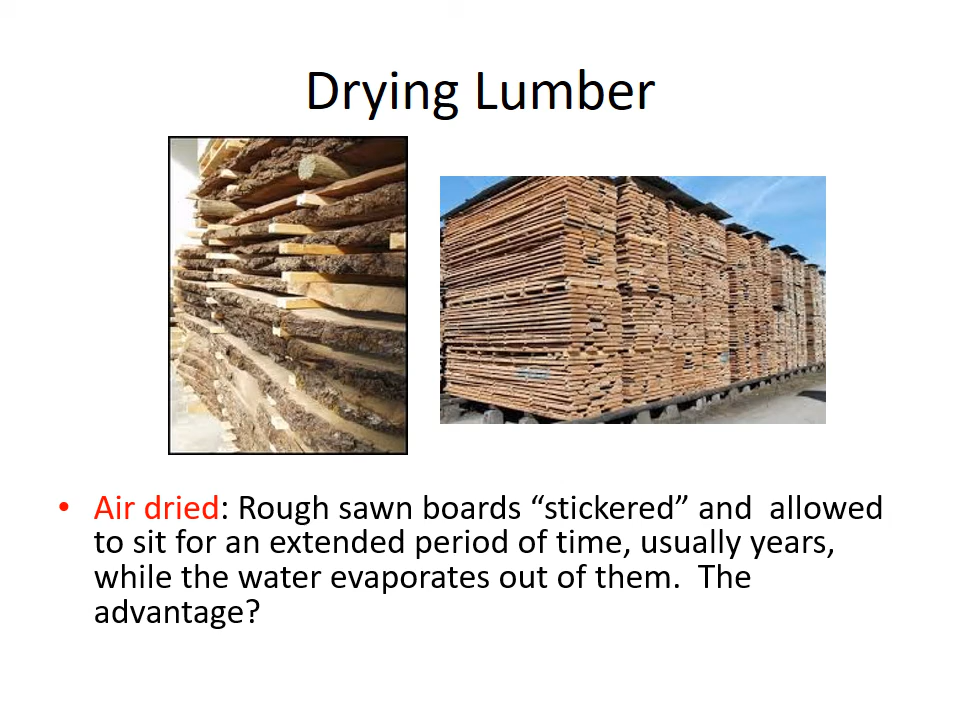 Drying Lumber
• Air dried: Rough sawn boards “stickered” and  allowed
to sit for an extended period of time, usually years,
while the water evaporates out of them.  The
advantage?